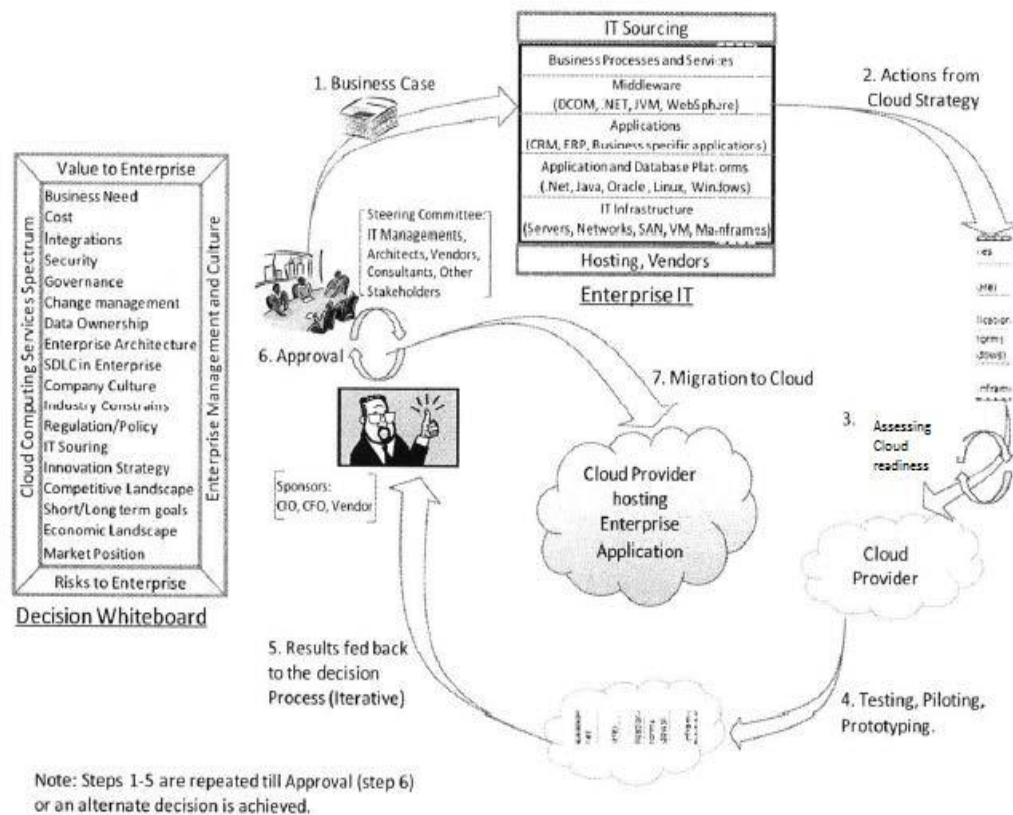 IT Sourcing
Business Processes and Services
Middleware
(DCOM, .NET, JVM, WebSphare)
Applications
(CRM, ERP, Business specific applications)
Application and Database Platforms
(.Net, Java, Oracle, Linux, Windows)
IT Infrastructure
(Servers, Networks, SAN, VM, Mainframes)
Hosting, Vendors
Enterprise IT
1. Business Case
2. Actions from
Cloud Strategy
Value to Enterprise
Cloud Computing Services Spectrum
Business Need
Cost
Integrations
Security
Governance
Change management
Data Ownership
Enterprise Architecture
SDLC in Enterprise
Company Culture
Industry Constrains
Regulation/Policy
IT Souring
Innovation Strategy
Competitive Landscape
Short/Long term goals
Economic Landscape
Market Position
Enterprise Management and Culture
Risks to Enterprise
Decision Whiteboard
Steering Committee:
IT Managements,
Architects, Vendors,
Consultants, Other
Stakeholders
6. Approval
7. Migration to Cloud
3. Assessing
Cloud
readiness
Sponsors:
CIO, CFO, Vendor
Cloud Provider
hosting
Enterprise
Application
Cloud
Provider
5. Results fed back
to the decision
Process (Iterative)
4. Testing, Piloting,
Prototyping.
Note: Steps 1-5 are repeated till Approval (step 6)
or an alternate decision is achieved.